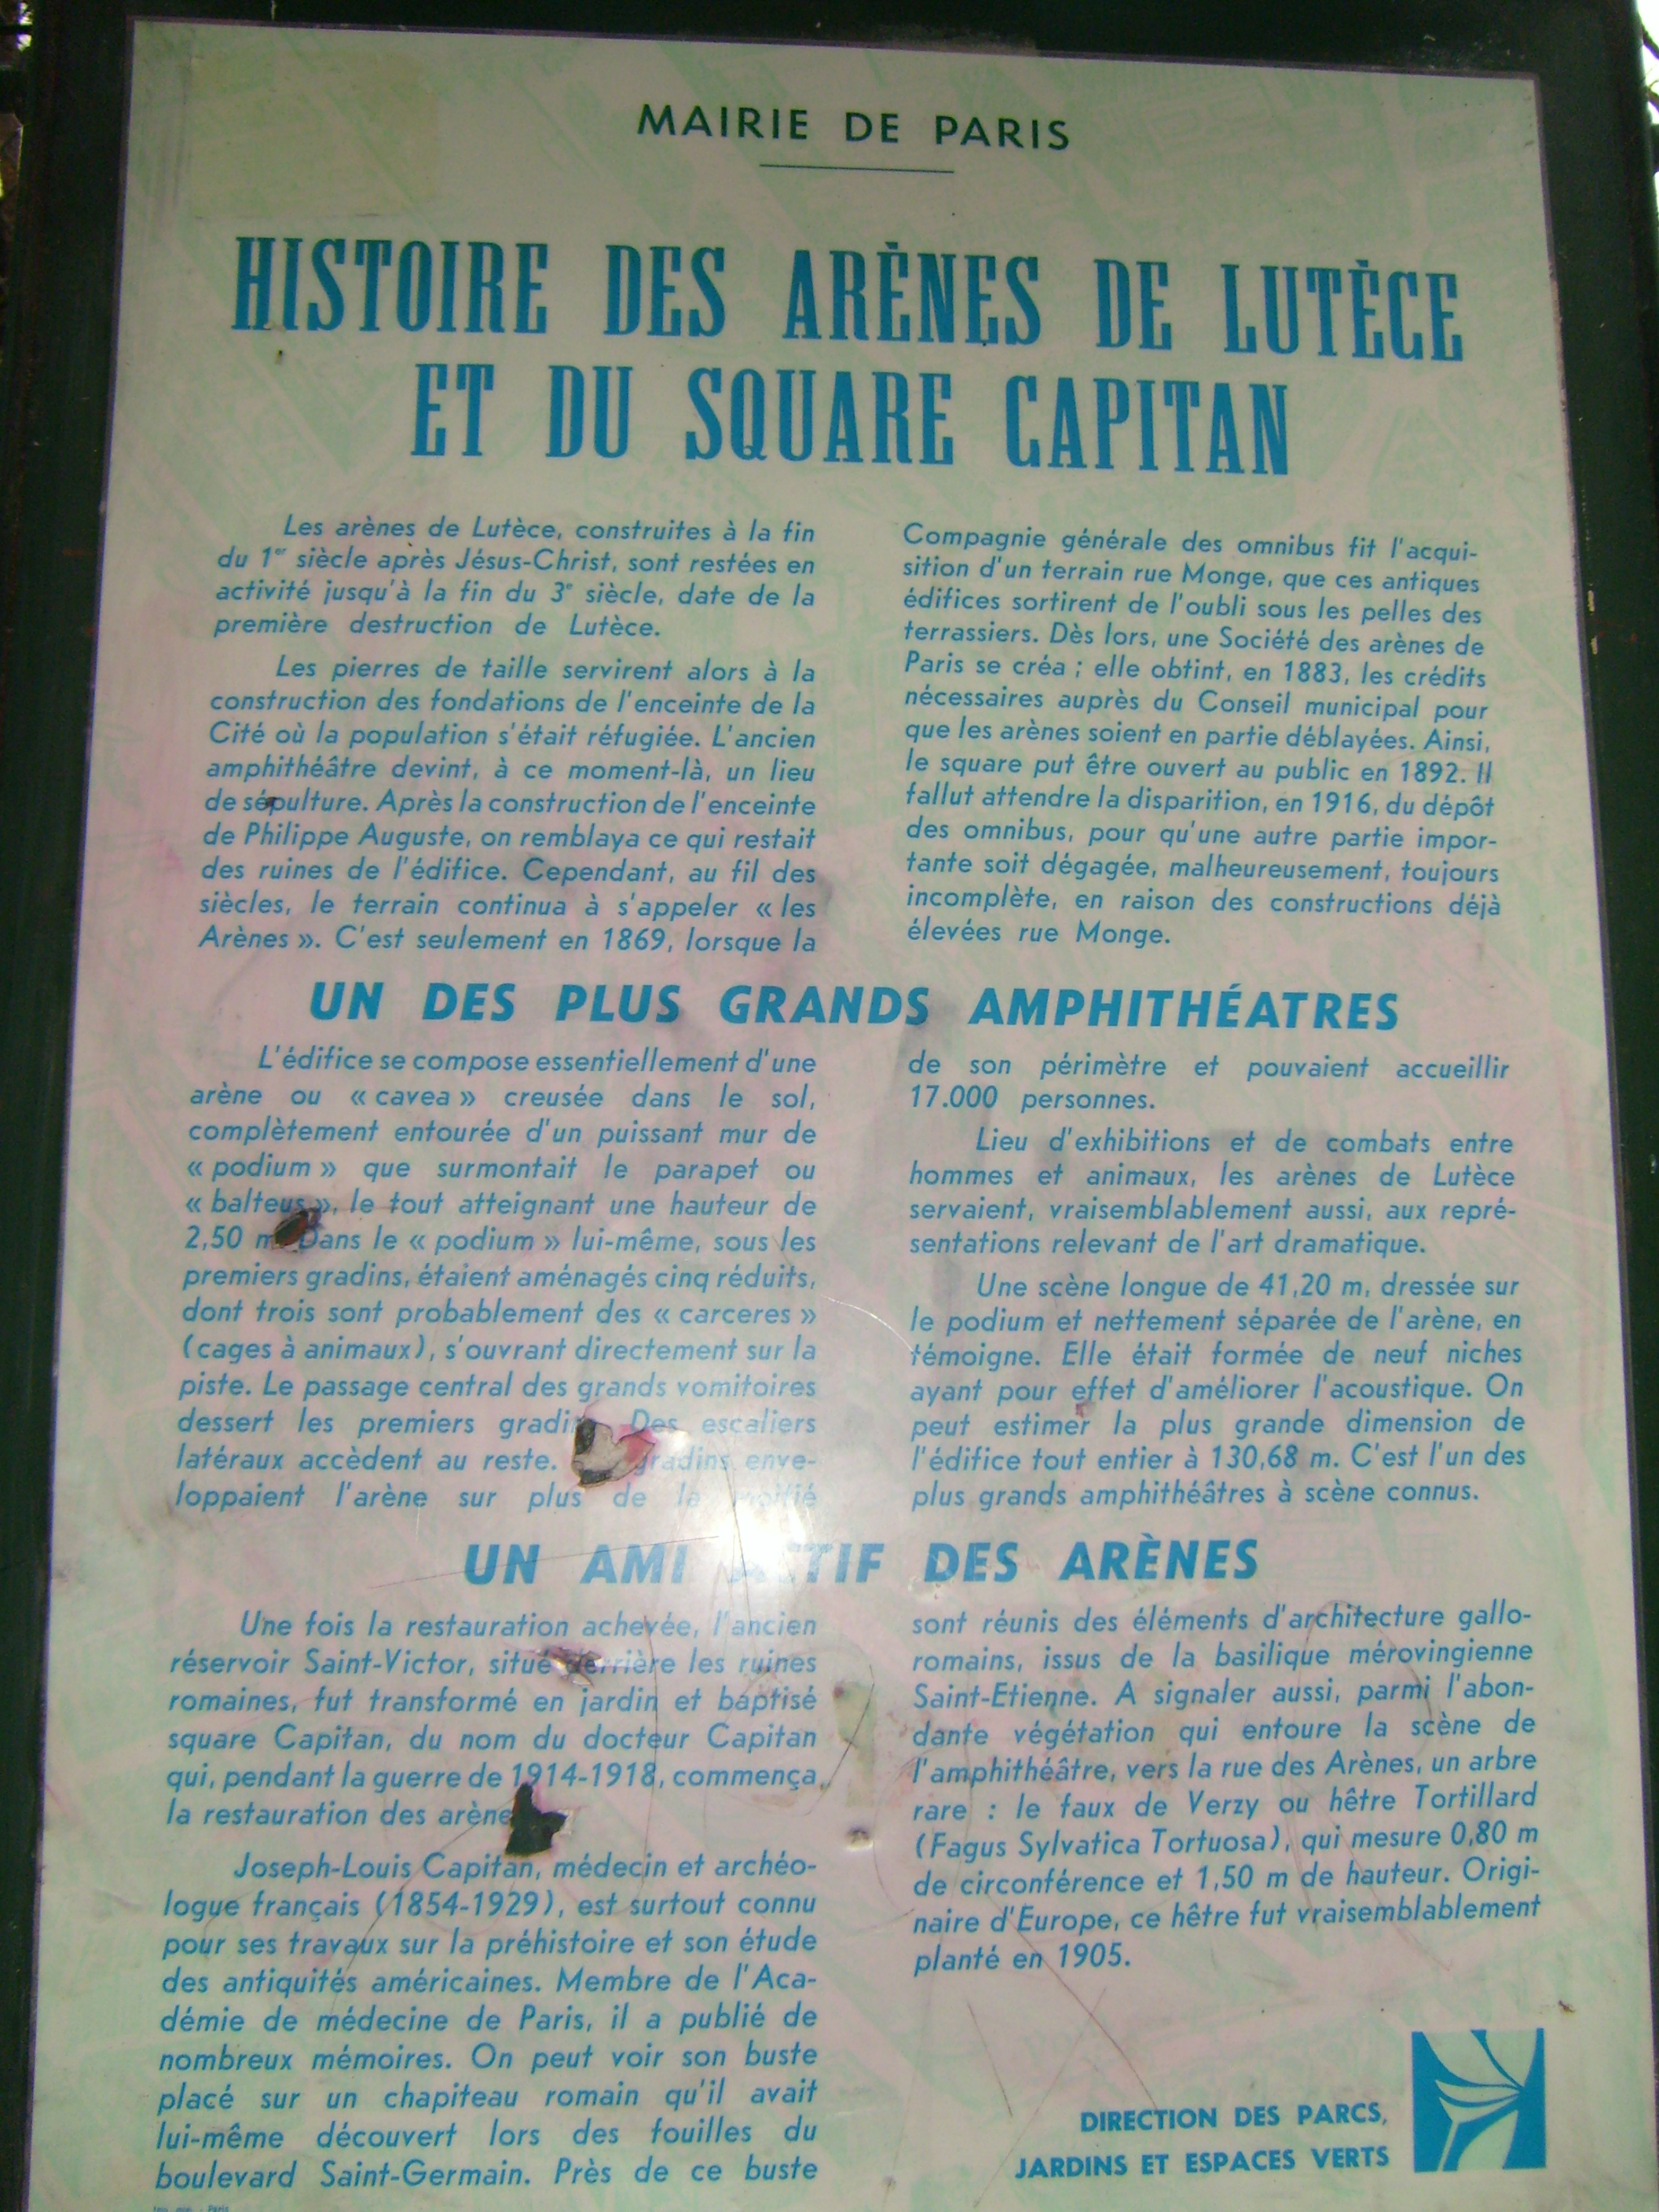 MAIRIE DE PARIS
HISTOIRE DES ARÈNES DE LUTÈCE
ET DU SQUARE CAPITAN
Les arènes de Lutèce, construites à la fin
du 1er siècle après Jésus-Christ, sont restées en
activité jusqu'à la fin du 3e siècle, date de la
première destruction de Lutèce.
Les pierres de taille servirent alors à la
construction des fondations de l'enceinte de la
Cité où la population s'était réfugiée. L'ancien
amphithéâtre devint, à ce moment-là, un lieu
de sépulture. Après la construction de l'enceinte
de Philippe Auguste, on remblaya ce qui restait
des ruines de l'édifice. Cependant, au fil des
siècles, le terrain continua à s'appeler « les
Arènes ». C'est seulement en 1869, lorsque la
Compagnie générale des omnibus fit l'acqui-
sition d'un terrain rue Monge, que ces antiques
édifices sortirent de l'oubli sous les pelles des
terrassiers. Dès lors, une Société des arènes de
Paris se créa ; elle obtint, en 1883, les crédits
nécessaires auprès du Conseil municipal pour
que les arènes soient en partie déblayées. Ainsi,
le square put être ouvert au public en 1892. Il
fallut attendre la disparition, en 1916, du dépôt
des omnibus, pour qu'une autre partie impor-
tante soit dégagée, malheureusement, toujours
incomplète, en raison des constructions déjà
élevées rue Monge.
UN DES PLUS GRANDS AMPHITHÉATRES
L'édifice se compose essentiellement d'une
arène ou « cavea » creusée dans le sol,
complètement entourée d'un puissant mur de
« podium » que surmontait le parapet ou
« balteus », le tout atteignant une hauteur de
2,50 m. Dans le « podium » lui-même, sous les
premiers gradins, étaient aménagés cinq réduits,
dont trois sont probablement des « carceres »
(cages à animaux), s'ouvrant directement sur la
piste. Le passage central des grands vomitoires
dessert les premiers gradins. Des escaliers
latéraux accèdent au reste. gradins enve-
loppaient l'arène sur plus de la moitié
de son périmètre et pouvaient accueillir
17.000 personnes.
Lieu d'exhibitions et de combats entre
hommes et animaux, les arènes de Lutèce
servaient, vraisemblablement aussi, aux repré-
sentations relevant de l'art dramatique.
Une scène longue de 41,20 m, dressée sur
le podium et nettement séparée de l'arène, en
témoigne. Elle était formée de neuf niches
ayant pour effet d'améliorer l'acoustique. On
peut estimer la plus grande dimension de
l'édifice tout entier à 130,68 m. C'est l'un des
plus grands amphithéâtres à scène connus.
UN AMI ACTIF DES ARÈNES
Une fois la restauration achevée, l'ancien
réservoir Saint-Victor, situé derrière les ruines
romaines, fut transformé en jardin et baptisé
square Capitan, du nom du docteur Capitan
qui, pendant la guerre de 1914-1918, commença
la restauration des arènes
Joseph-Louis Capitan, médecin et archéo-
logue français (1854-1929), est surtout connu
pour ses travaux sur la préhistoire et son étude
des antiquités américaines. Membre de l'Aca-
démie de médecine de Paris, il a publié de
nombreux mémoires. On peut voir son buste
placé sur un chapiteau romain qu'il avait
lui-même découvert lors des fouilles du
boulevard Saint-Germain. Près de ce buste
sont réunis des éléments d'architecture gallo-
romains, issus de la basilique mérovingienne
Saint-Etienne. A signaler aussi, parmi l'abon-
dante végétation qui entoure la scène de
l'amphithéâtre, vers la rue des Arènes, un arbre
rare : le faux de Verzy ou hêtre Tortillard
(Fagus Sylvatica Tortuosa), qui mesure 0,80 m
de circonférence et 1,50 m de hauteur. Origi-
naire d'Europe, ce hêtre fut vraisemblablement
planté en 1905.
DIRECTION DES PARCS,
JARDINS ET ESPACES VERTS